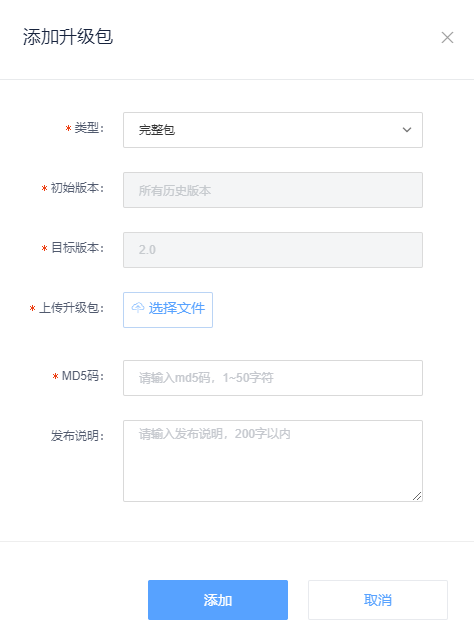 添加升级包
* 类型： 完整包
* 初始版本： 所有历史版本
* 目标版本： 2.0
* 上传升级包： 选择文件
* MD5码： 请输入md5码，1~50字符
发布说明： 请输入发布说明，200字以内
添加 取消